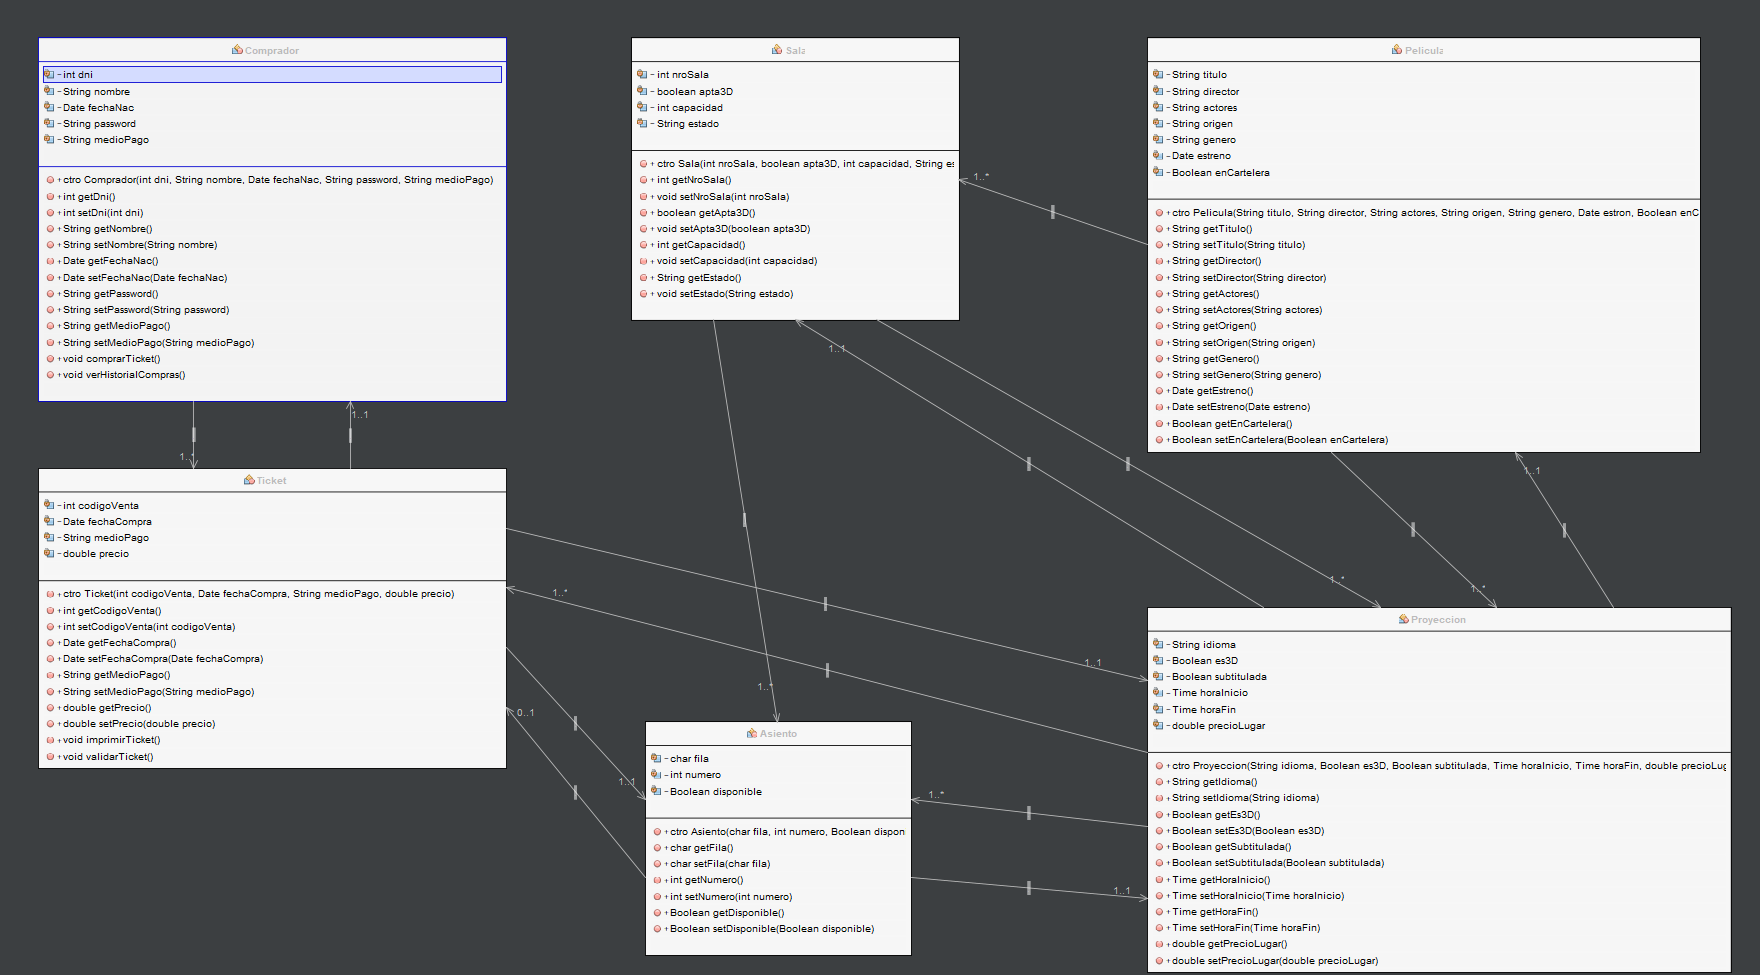 Comprador
- int dni
- String nombre
- Date fechaNac
- String password
- String medioPago
+ ctro Comprador(int dni, String nombre, Date fechaNac, String password, String medioPago)
+ int getDni()
+ int setDni(int dni)
+ String getNombre()
+ String setNombre(String nombre)
+ Date getFechaNac()
+ Date setFechaNac(Date fechaNac)
+ String getPassword()
+ String setPassword(String password)
+ String getMedioPago()
+ String setMedioPago(String medioPago)
+ void comprarTicket()
+ void verHistorialCompras()
Sala
- int nroSala
- boolean apta3D
- int capacidad
- String estado
+ ctro Sala(int nroSala, boolean apta3D, int capacidad, String es
+ int getNroSala()
+ void setNroSala(int nroSala)
+ boolean getApta3D()
+ void setApta3D(boolean apta3D)
+ int getCapacidad()
+ void setCapacidad(int capacidad)
+ String getEstado()
+ void setEstado(String estado)
Pelicula
- String titulo
- String director
- String actores
- String origen
- String genero
- Date estreno
- Boolean enCartelera
+ ctro Pelicula(String titulo, String director, String actores, String origen, String genero, Date estron, Boolean enC
+ String getTitulo()
+ String setTitulo(String titulo)
+ String getDirector()
+ String setDirector(String director)
+ String getActores()
+ String setActores(String actores)
+ String getOrigen()
+ String setOrigen(String origen)
+ String getGenero()
+ String setGenero(String genero)
+ Date getEstreno()
+ Date setEstreno(Date estreno)
+ Boolean getEnCartelera()
+ Boolean setEnCartelera(Boolean enCartelera)
1..*
1..1
1..1
1..*
1..*
1..*
1..1
Ticket
- int codigoVenta
- Date fechaCompra
- String medioPago
- double precio
+ ctro Ticket(int codigoVenta, Date fechaCompra, String medioPago, double precio)
+ int getCodigoVenta()
+ int setCodigoVenta(int codigoVenta)
+ Date getFechaCompra()
+ Date setFechaCompra(Date fechaCompra)
+ String getMedioPago()
+ String setMedioPago(String medioPago)
+ double getPrecio()
+ double setPrecio(double precio)
+ void imprimirTicket()
+ void validarTicket()
1..*
1..1
1..*
0..1
1..1
1..*
1..1
Asiento
- char fila
- int numero
- Boolean disponible
+ ctro Asiento(char fila, int numero, Boolean dispon
+ char getFila()
+ char setFila(char fila)
+ int getNumero()
+ int setNumero(int numero)
+ Boolean getDisponible()
+ Boolean setDisponible(Boolean disponible)
Proyeccion
- String idioma
- Boolean es3D
- Boolean subtitulada
- Time horaInicio
- Time horaFin
- double precioLugar
+ ctro Proyeccion(String idioma, Boolean es3D, Boolean subtitulada, Time horaInicio, Time horaFin, double precioLug
+ String getIdioma()
+ String setIdioma(String idioma)
+ Boolean getEs3D()
+ Boolean setEs3D(Boolean es3D)
+ Boolean getSubtitulada()
+ Boolean setSubtitulada(Boolean subtitulada)
+ Time getHoraInicio()
+ Time setHoraInicio(Time horaInicio)
+ Time getHoraFin()
+ Time setHoraFin(Time horaFin)
+ double getPrecioLugar()
+ double setPrecioLugar(double precioLugar)